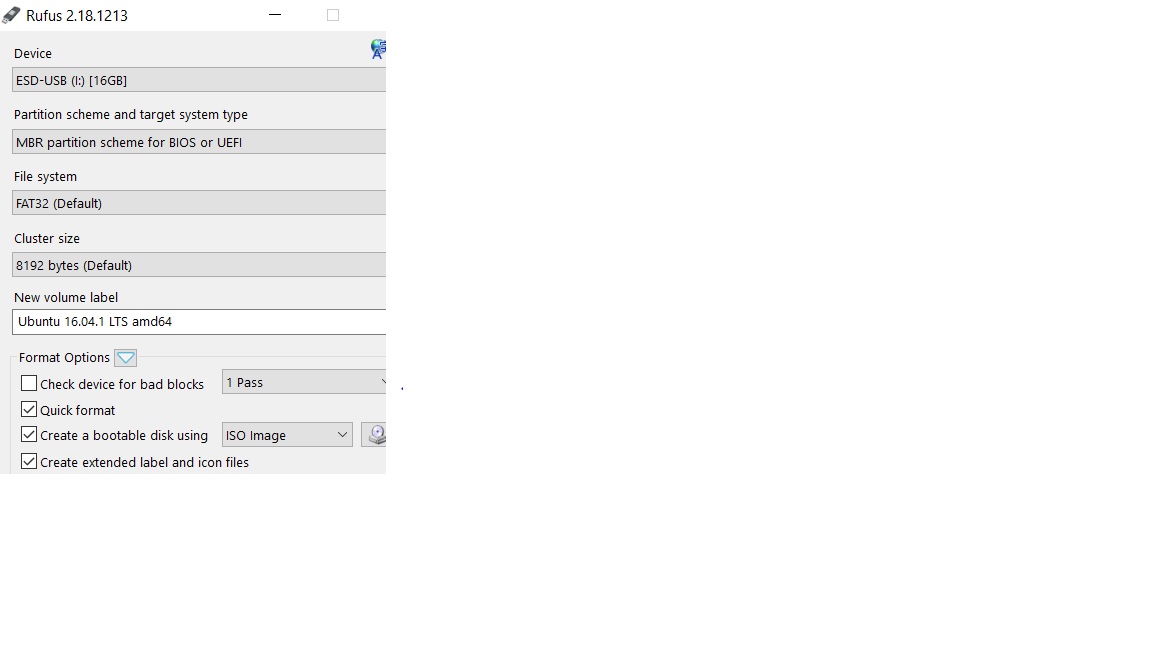 Rufus 2.18.1213
Device
ESD-USB (I:) [16GB]
Partition scheme and target system type
MBR partition scheme for BIOS or UEFI
File system
FAT32 (Default)
Cluster size
8192 bytes (Default)
New volume label
Ubuntu 16.04.1 LTS amd64
Format Options
Check device for bad blocks 1 Pass
Quick format
Create a bootable disk using ISO Image
Create extended label and icon files